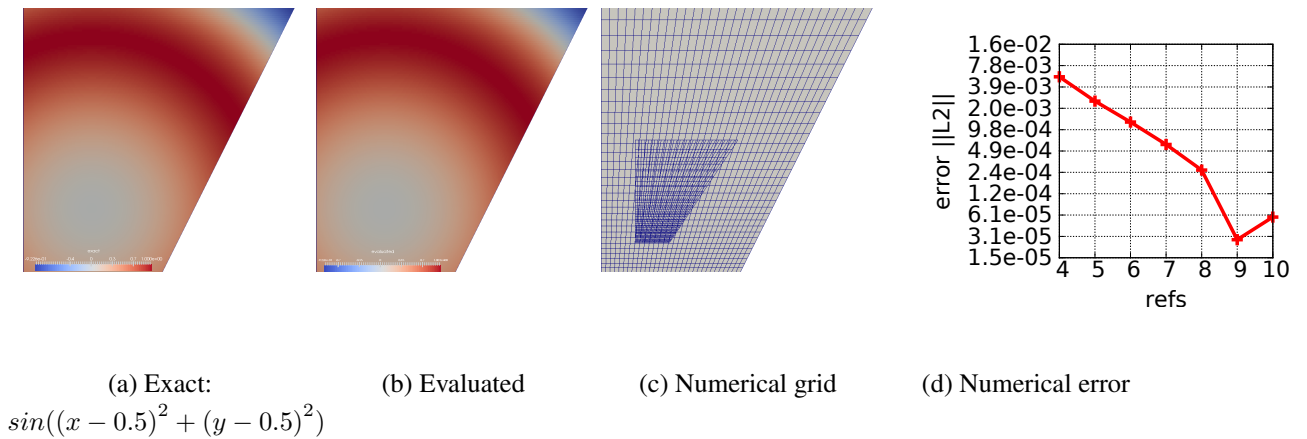 1.6e-02
7.8e-03
3.9e-03
2.0e-03
9.8e-04
4.9e-04
2.4e-04
1.2e-04
6.1e-05
3.1e-05
1.5e-05
error ||L2||
4 5 6 7 8 9 10
refs
(a) Exact:
sin((x − 0.5)² + (y − 0.5)²)
(b) Evaluated
(c) Numerical grid
(d) Numerical error